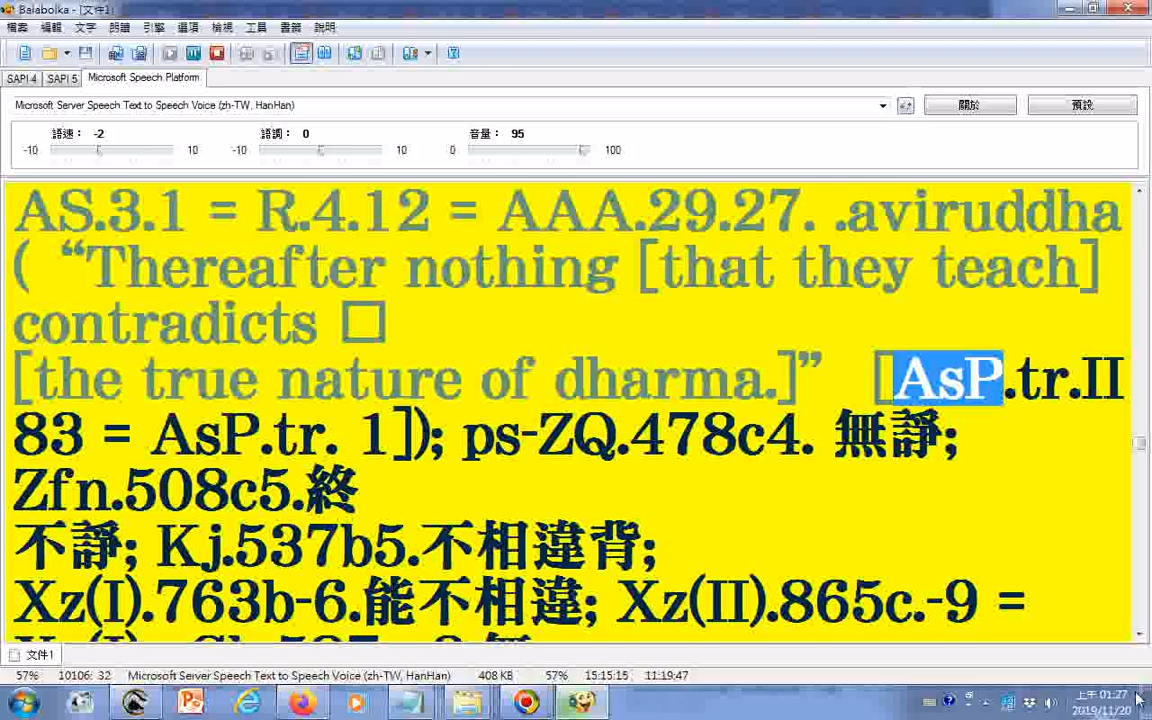 Balabolka - [文件1]
檔案 編輯 文字 朗讀 引擎 選項 檢視 工具 書籤 說明
SAPI 4 SAPI 5 Microsoft Speech Platform
Microsoft Server Speech Text to Speech Voice (zh-TW, HanHan) 關於 預設
語速： -2 語調： 0 音量： 95
-10 10 -10 10 0 100
AS.3.1 = R.4.12 = AAA.29.27. .aviruddha
( “Thereafter nothing [that they teach]
contradicts □
[the true nature of dharma.]” [AsP.tr.II
83 = AsP.tr. 1]); ps-ZQ.478c4. 無諍;
Zfn.508c5.終
不諍; Kj.537b5.不相違背;
Xz(I).763b-6.能不相違; Xz(II).865c.-9 =
文件1
57% 10106: 32 Microsoft Server Speech Text to Speech Voice (zh-TW, HanHan) 408 KB 57% 15:15:15 11:19:47
上午 01:27
2019/11/20